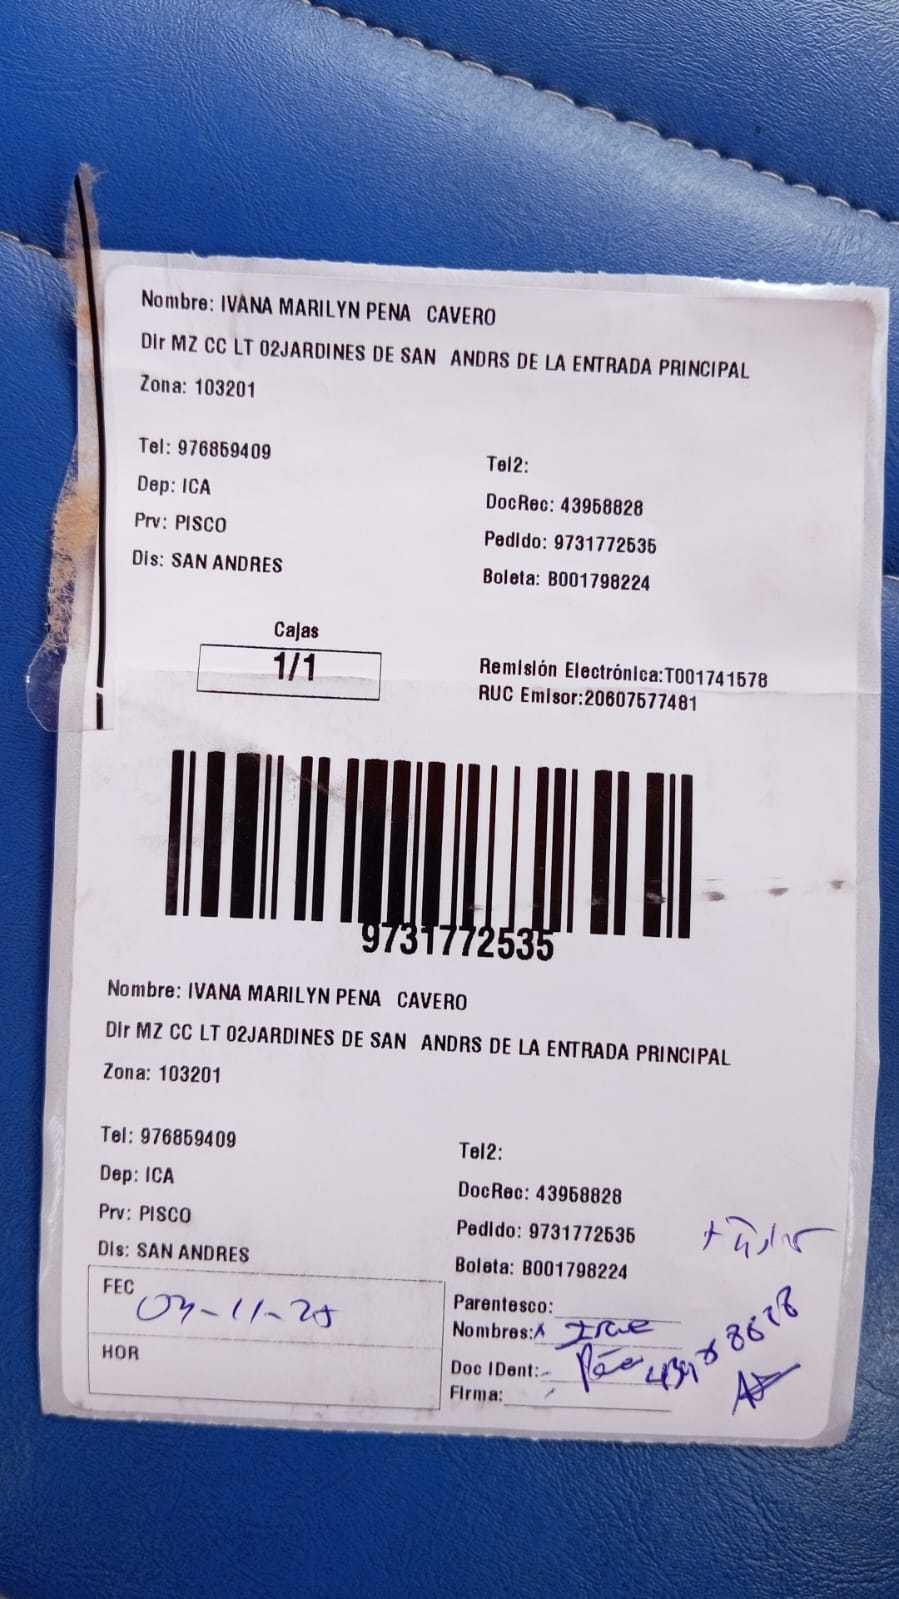 Nombre: IVANA MARILYN PENA CAVERO
Dir MZ CC LT 02JARDINES DE SAN ANDRS DE LA ENTRADA PRINCIPAL
Zona: 103201
Tel: 976859409
Tel2:
Dep: ICA
DocRec: 43958828
Prv: PISCO
Pedido: 9731772535
Dis: SAN ANDRES
Boleta: B001798224
Cajas
1/1
Remisión Electrónica:T001741578
RUC Emisor:20607577481
9731772535
Nombre: IVANA MARILYN PENA CAVERO
Dir MZ CC LT 02JARDINES DE SAN ANDRS DE LA ENTRADA PRINCIPAL
Zona: 103201
Tel: 976859409
Tel2:
Dep: ICA
DocRec: 43958828
Prv: PISCO
Pedido: 9731772535
Dis: SAN ANDRES
Boleta: B001798224
FEC
Parentesco:
Nombres:
HOR
Doc IDent:
Firma: